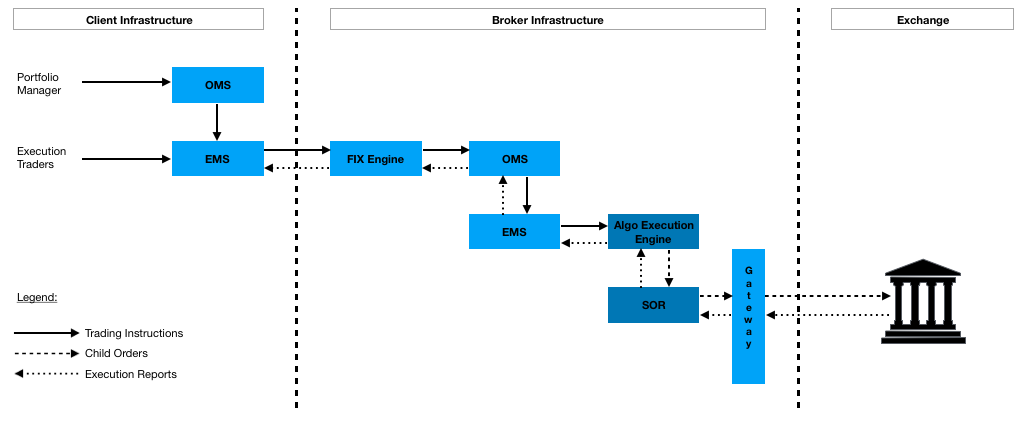 Client Infrastructure
Broker Infrastructure
Exchange
Portfolio
Manager
OMS
Execution
Traders
EMS
FIX Engine
OMS
EMS
Algo Execution
Engine
SOR
Gateway
Legend:
Trading Instructions
Child Orders
Execution Reports